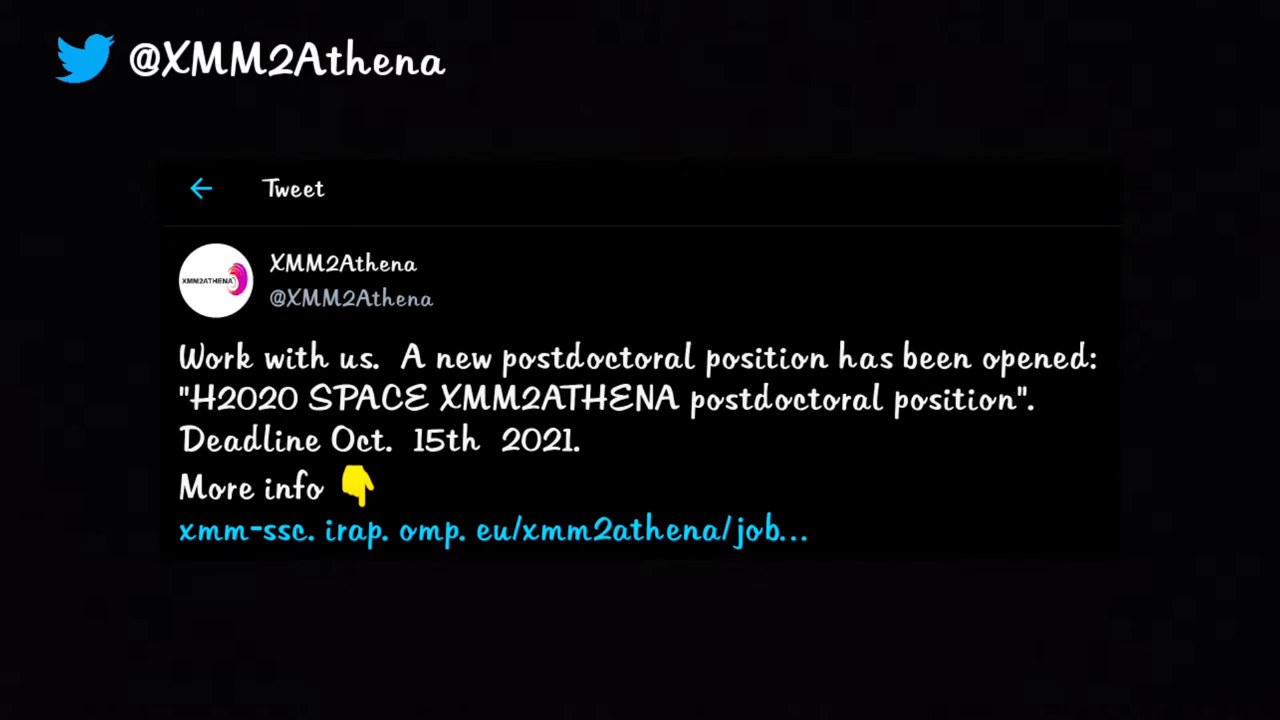 @XMM2Athena
Tweet
XMM2ATHENA
XMM2Athena
@XMM2Athena
Work with us. A new postdoctoral position has been opened:
"H2020 SPACE XMM2ATHENA postdoctoral position".
Deadline Oct. 15th 2021.
More info 👇
xmm-ssc. irap. omp. eu/xmm2athena/job...